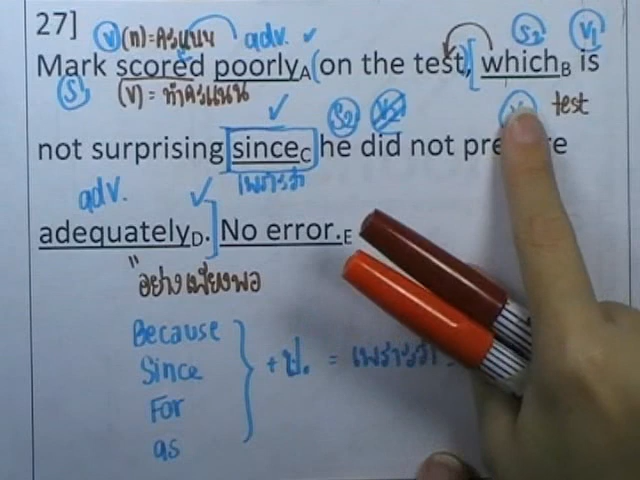 27]
V (n)=คะแนน adv. S2 V1
Mark scored poorlyA (on the test, [whichB is
S1 (V) = ทำคะแนน test
not surprising sinceC he did not prepare
S2
adv. เพราะว่า
adequatelyD.] No error.E
"อย่างเพียงพอ
Because
Since } + ป. = เพราะว่า
For
as